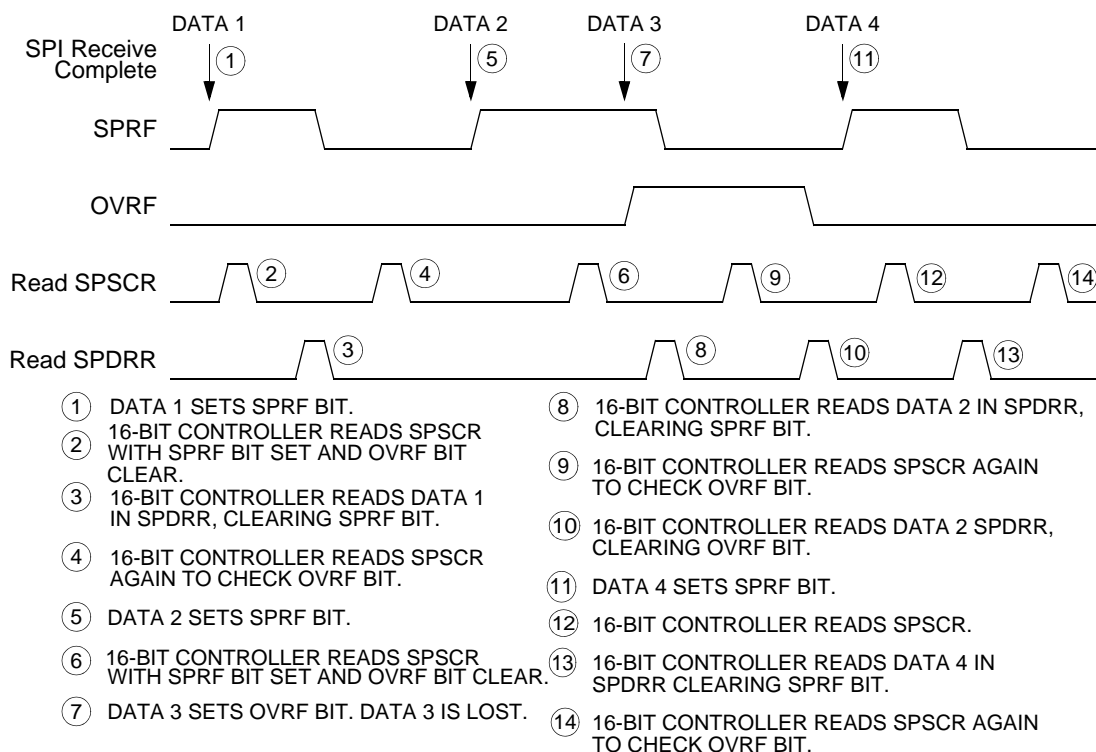 DATA 1
DATA 2
DATA 3
DATA 4
SPI Receive
Complete
1
5
7
11
SPRF
OVRF
Read SPSCR
2
4
6
9
12
14
Read SPDRR
3
8
10
13
1 DATA 1 SETS SPRF BIT.
2 16-BIT CONTROLLER READS SPSCR
WITH SPRF BIT SET AND OVRF BIT
CLEAR.
3 16-BIT CONTROLLER READS DATA 1
IN SPDRR, CLEARING SPRF BIT.
4 16-BIT CONTROLLER READS SPSCR
AGAIN TO CHECK OVRF BIT.
5 DATA 2 SETS SPRF BIT.
6 16-BIT CONTROLLER READS SPSCR
WITH SPRF BIT SET AND OVRF BIT CLEAR.
7 DATA 3 SETS OVRF BIT. DATA 3 IS LOST.
8 16-BIT CONTROLLER READS DATA 2 IN SPDRR,
CLEARING SPRF BIT.
9 16-BIT CONTROLLER READS SPSCR AGAIN
TO CHECK OVRF BIT.
10 16-BIT CONTROLLER READS DATA 2 SPDRR,
CLEARING OVRF BIT.
11 DATA 4 SETS SPRF BIT.
12 16-BIT CONTROLLER READS SPSCR.
13 16-BIT CONTROLLER READS DATA 4 IN
SPDRR CLEARING SPRF BIT.
14 16-BIT CONTROLLER READS SPSCR AGAIN
TO CHECK OVRF BIT.